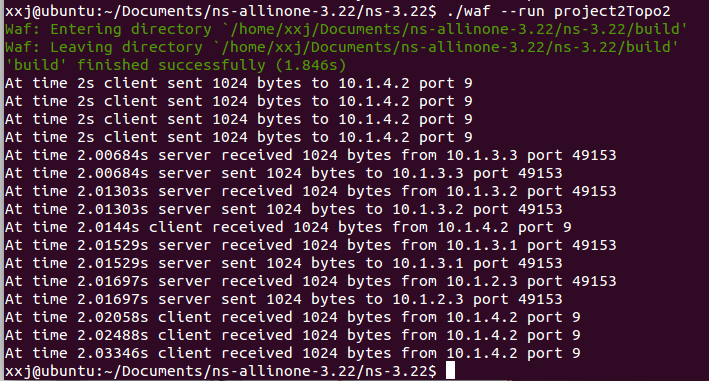 xxj@ubuntu:~/Documents/ns-allinone-3.22/ns-3.22$ ./waf --run project2Topo2
Waf: Entering directory `/home/xxj/Documents/ns-allinone-3.22/ns-3.22/build'
Waf: Leaving directory `/home/xxj/Documents/ns-allinone-3.22/ns-3.22/build'
'build' finished successfully (1.846s)
At time 2s client sent 1024 bytes to 10.1.4.2 port 9
At time 2s client sent 1024 bytes to 10.1.4.2 port 9
At time 2s client sent 1024 bytes to 10.1.4.2 port 9
At time 2s client sent 1024 bytes to 10.1.4.2 port 9
At time 2.00684s server received 1024 bytes from 10.1.3.3 port 49153
At time 2.00684s server sent 1024 bytes to 10.1.3.3 port 49153
At time 2.01303s server received 1024 bytes from 10.1.3.2 port 49153
At time 2.01303s server sent 1024 bytes to 10.1.3.2 port 49153
At time 2.0144s client received 1024 bytes from 10.1.4.2 port 9
At time 2.01529s server received 1024 bytes from 10.1.3.1 port 49153
At time 2.01529s server sent 1024 bytes to 10.1.3.1 port 49153
At time 2.01697s server received 1024 bytes from 10.1.2.3 port 49153
At time 2.01697s server sent 1024 bytes to 10.1.2.3 port 49153
At time 2.02058s client received 1024 bytes from 10.1.4.2 port 9
At time 2.02488s client received 1024 bytes from 10.1.4.2 port 9
At time 2.03346s client received 1024 bytes from 10.1.4.2 port 9
xxj@ubuntu:~/Documents/ns-allinone-3.22/ns-3.22$